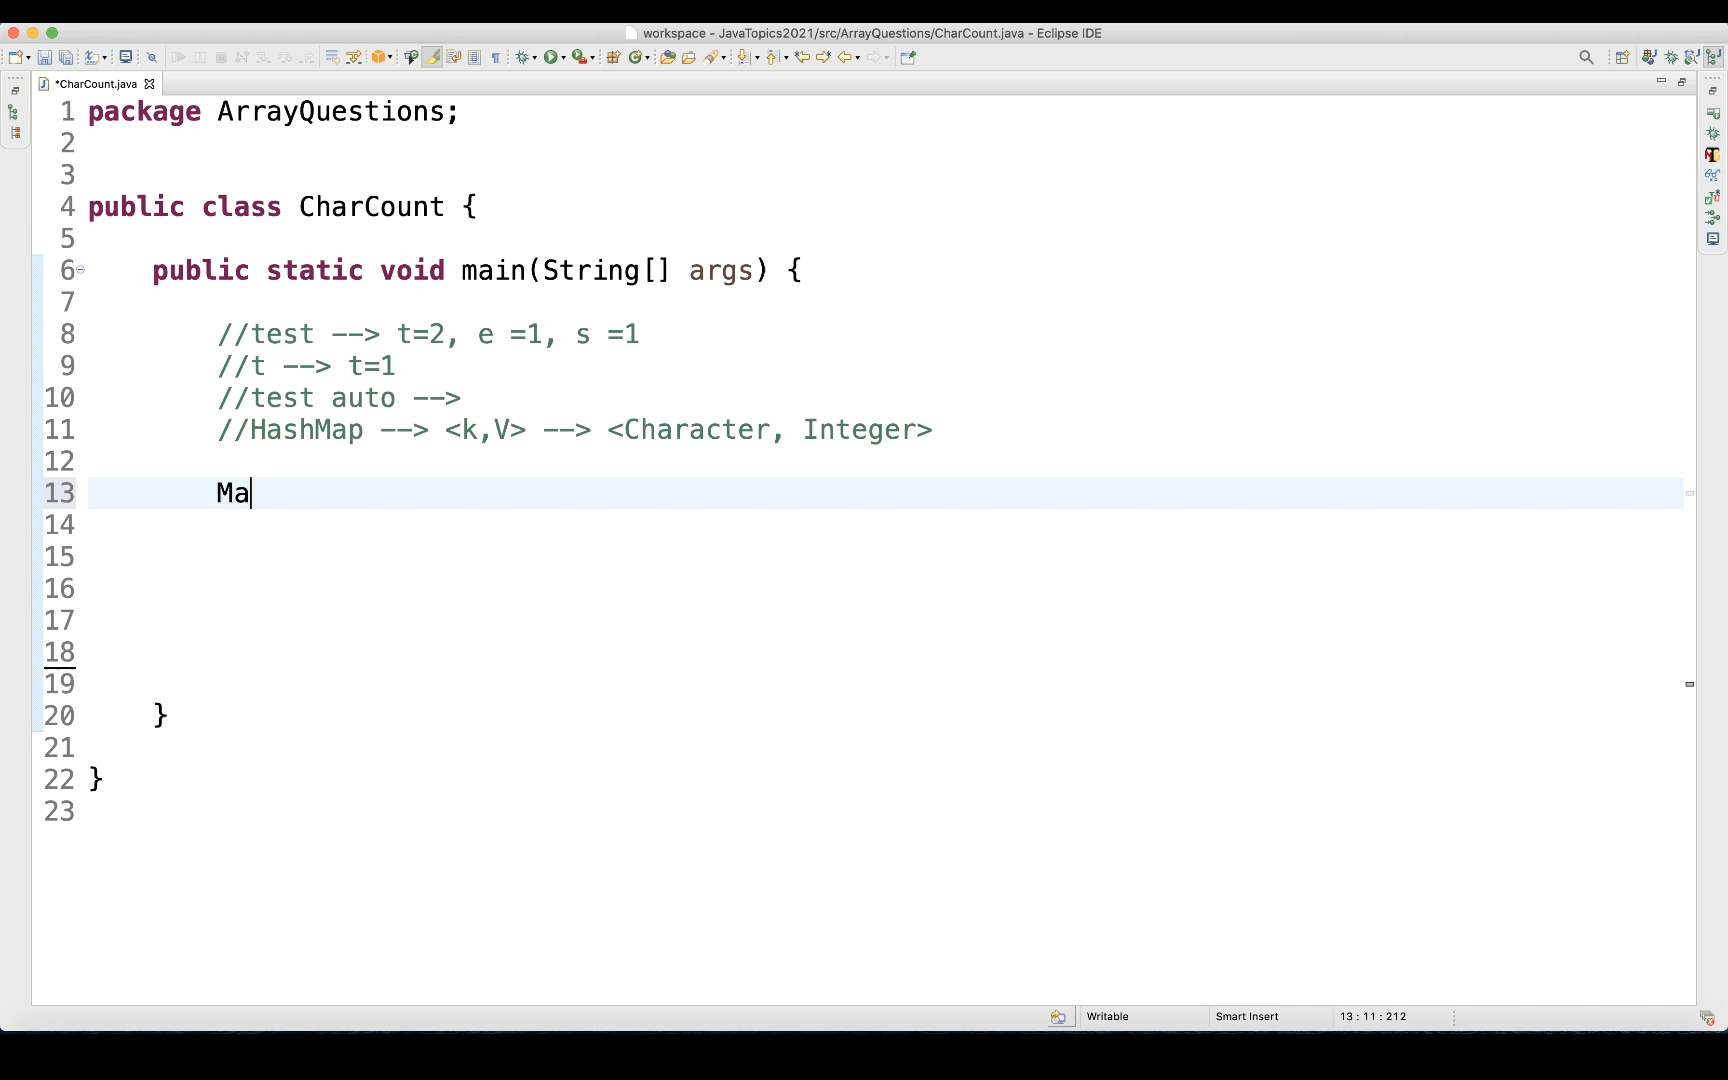 workspace - JavaTopics2021/src/ArrayQuestions/CharCount.java - Eclipse IDE
*CharCount.java
1 package ArrayQuestions;
2
3
4 public class CharCount {
5
6 public static void main(String[] args) {
7
8 //test --> t=2, e =1, s =1
9 //t --> t=1
10 //test auto -->
11 //HashMap --> <k,V> --> <Character, Integer>
12
13 Ma
14
15
16
17
18
19
20 }
21
22 }
23
Writable Smart Insert 13 : 11 : 212